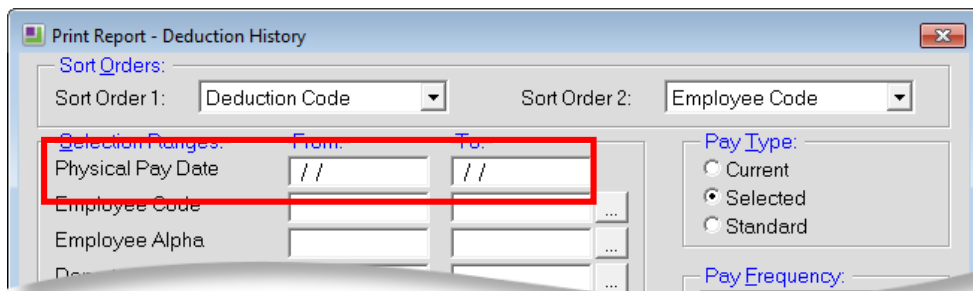 Print Report - Deduction History
Sort Orders:
Sort Order 1: Deduction Code Sort Order 2: Employee Code
Selection Ranges: From: To: Pay Type:
Physical Pay Date / / / / Current
Employee Code ... Selected
Employee Alpha ... Standard
... Pay Frequency: